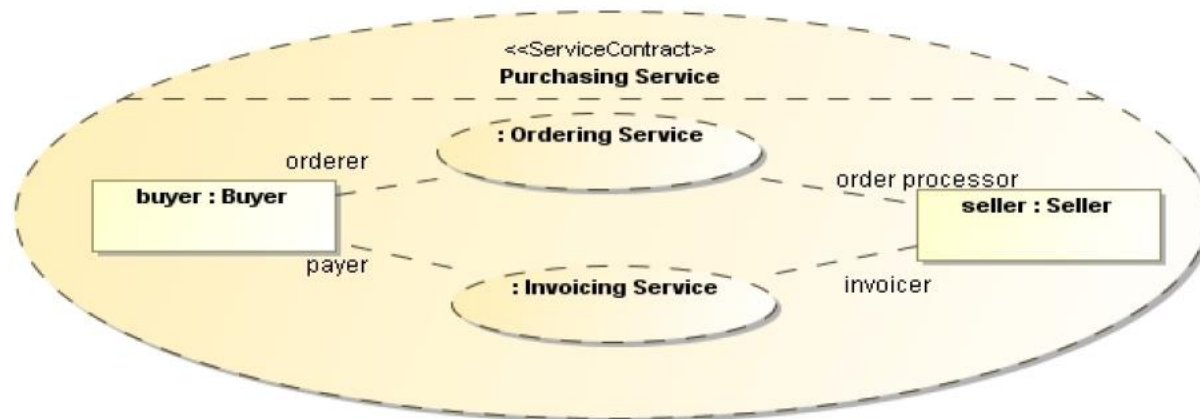 <<ServiceContract>>
Purchasing Service
: Ordering Service
orderer
order processor
buyer : Buyer
seller : Seller
payer
: Invoicing Service
invoicer